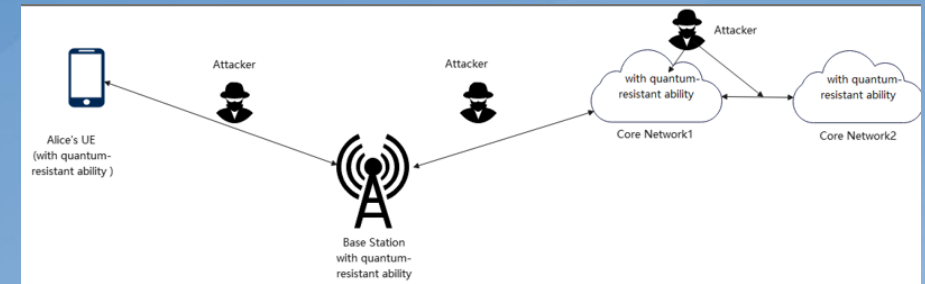 Attacker
Attacker
Attacker
with quantum-
resistant ability
with quantum-
resistant ability
Core Network1
Core Network2
Alice's UE
(with quantum-
resistant ability )
Base Station
with quantum-
resistant ability